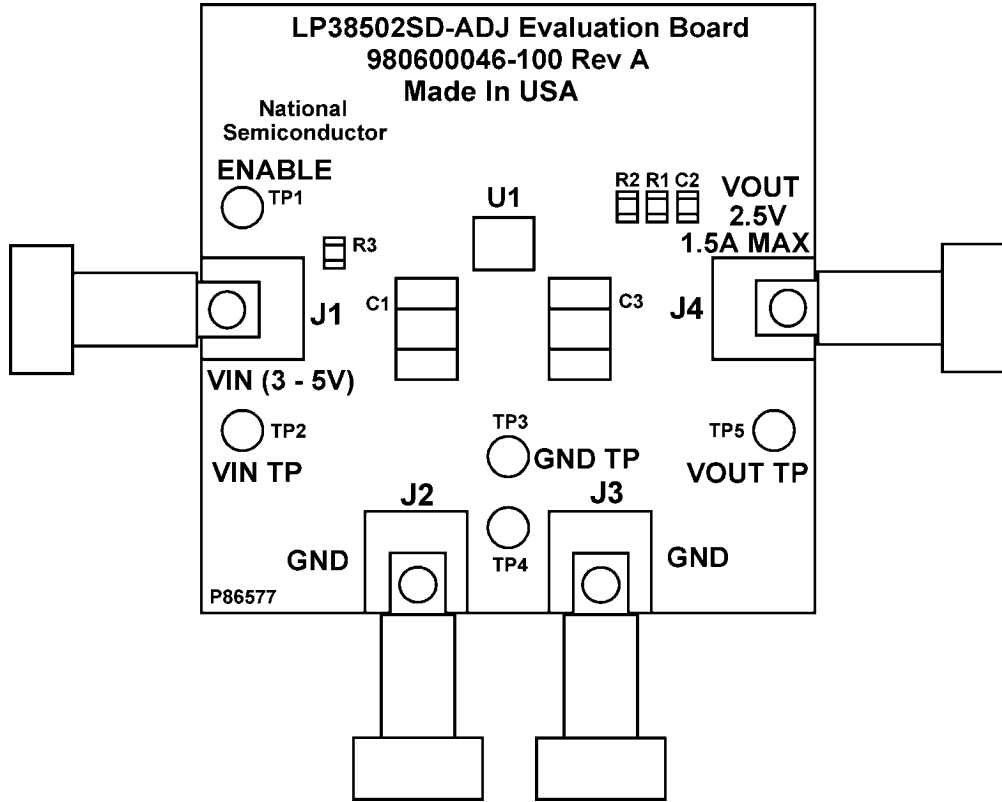 LP38502SD-ADJ Evaluation Board
980600046-100 Rev A
Made In USA
National
Semiconductor
ENABLE
TP1
U1
R2 R1 C2
VOUT
2.5V
1.5A MAX
R3
C1
C3
J1
J4
VIN (3 - 5V)
TP2
VIN TP
TP3
GND TP
TP5
VOUT TP
J2
J3
GND
TP4
GND
P86577